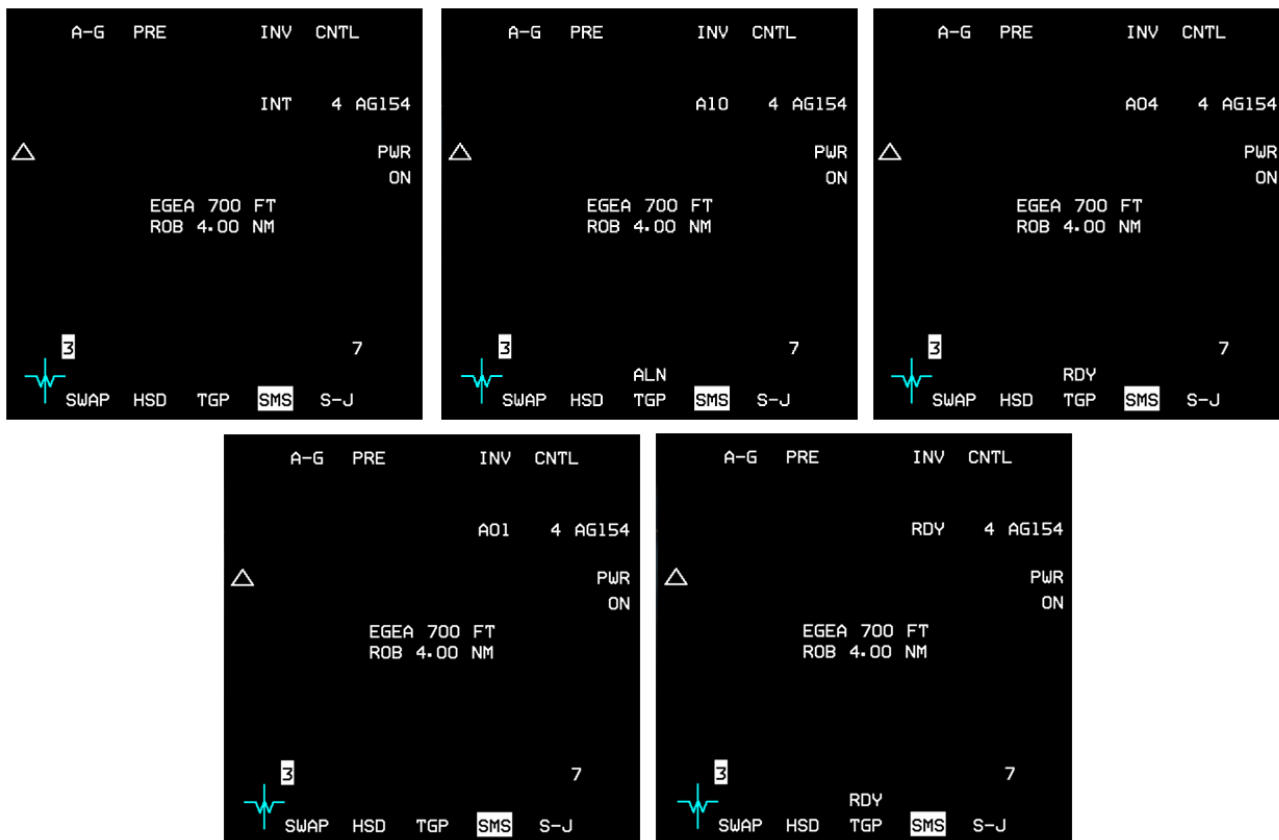 A-G PRE INV CNTL
INT 4 AG154
PWR
ON
EGEA 700 FT
ROB 4.00 NM
3 7
SWAP HSD TGP SMS S-J
A-G PRE INV CNTL
A10 4 AG154
PWR
ON
EGEA 700 FT
ROB 4.00 NM
3 7
ALN
SWAP HSD TGP SMS S-J
A-G PRE INV CNTL
A04 4 AG154
PWR
ON
EGEA 700 FT
ROB 4.00 NM
3 7
RDY
SWAP HSD TGP SMS S-J
A-G PRE INV CNTL
A01 4 AG154
PWR
ON
EGEA 700 FT
ROB 4.00 NM
3 7
SWAP HSD TGP SMS S-J
A-G PRE INV CNTL
RDY 4 AG154
PWR
ON
EGEA 700 FT
ROB 4.00 NM
3 7
RDY
SWAP HSD TGP SMS S-J